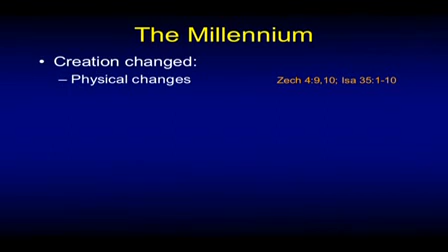 The Millennium
• Creation changed:
– Physical changes Zech 4:9,10; Isa 35:1-10